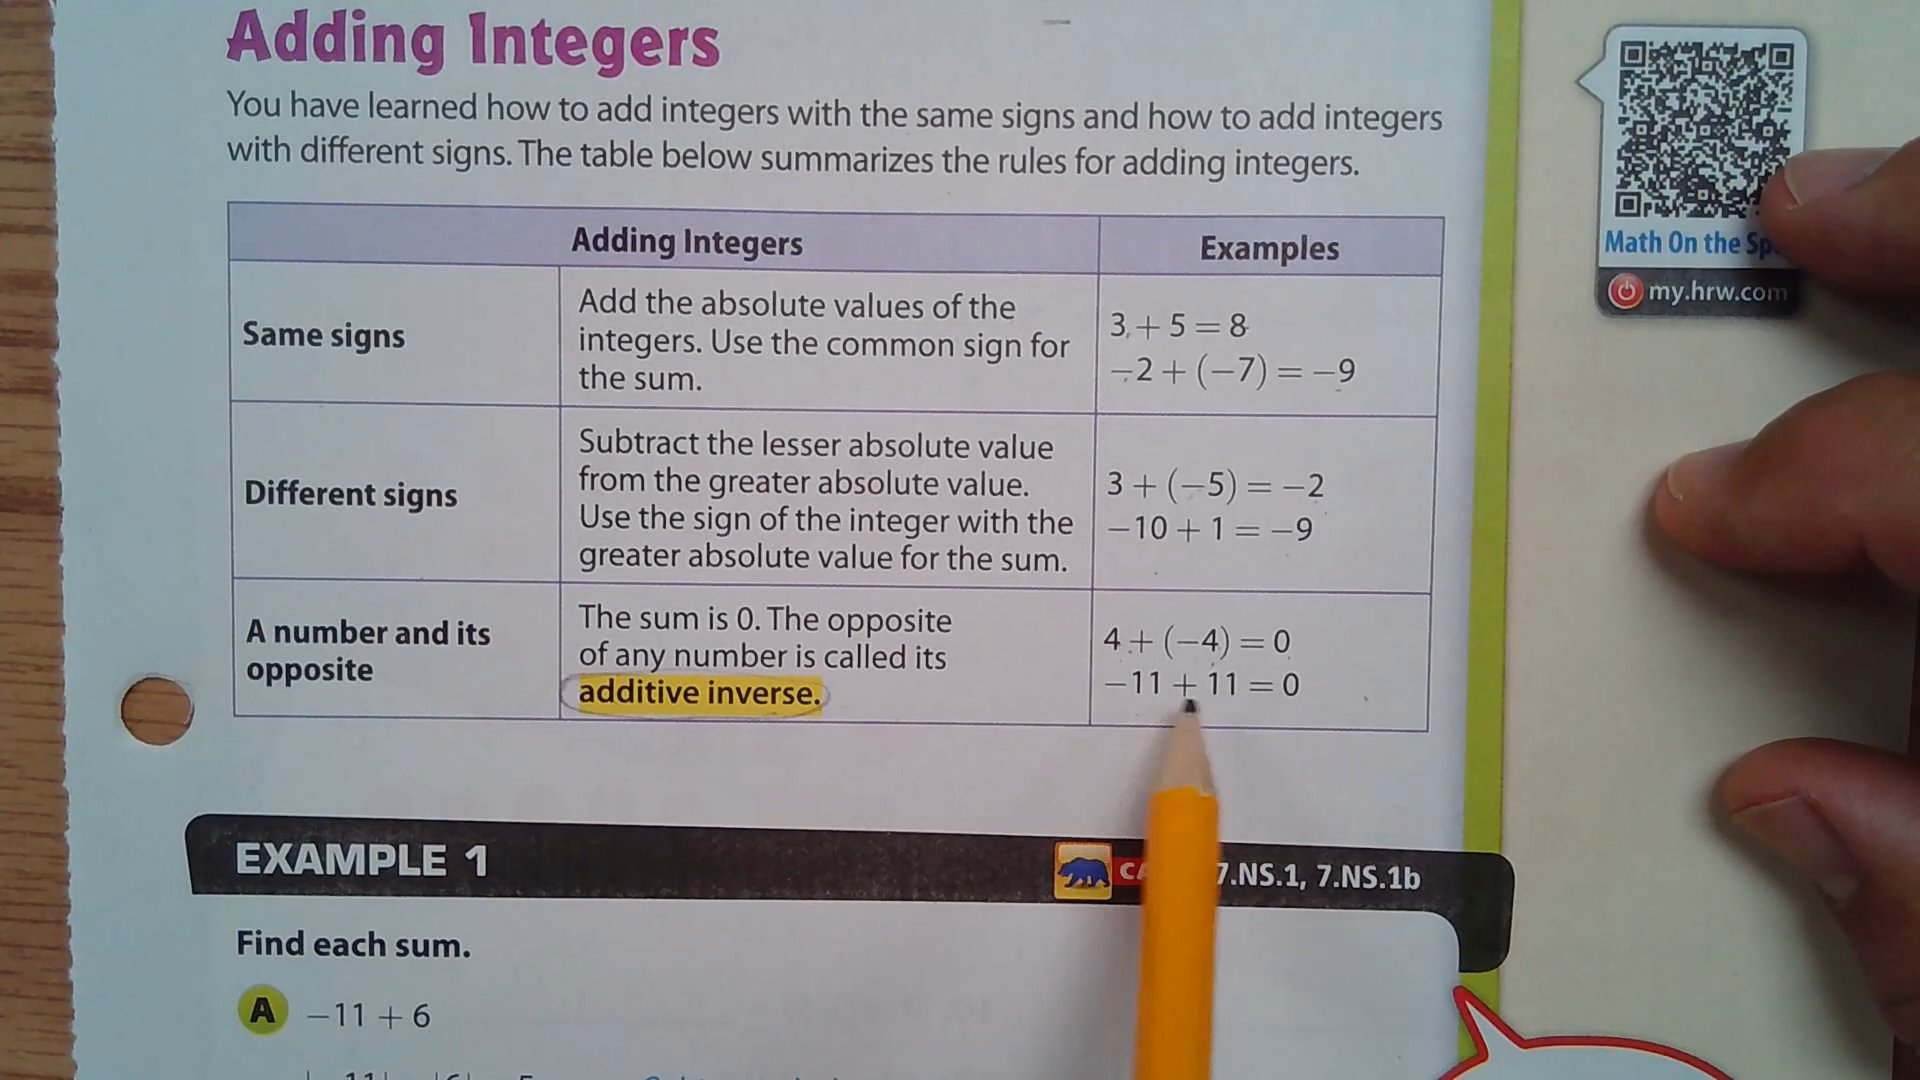 Adding Integers
You have learned how to add integers with the same signs and how to add integers
with different signs. The table below summarizes the rules for adding integers.
Adding Integers
Examples
Same signs
Add the absolute values of the
integers. Use the common sign for
the sum.
3 + 5 = 8
−2 + (−7) = −9
Different signs
Subtract the lesser absolute value
from the greater absolute value.
Use the sign of the integer with the
greater absolute value for the sum.
3 + (−5) = −2
−10 + 1 = −9
A number and its
opposite
The sum is 0. The opposite
of any number is called its
additive inverse.
4 + (−4) = 0
−11 + 11 = 0
Math On the
my.hrw.com
EXAMPLE 1
7.NS.1, 7.NS.1b
Find each sum.
A −11 + 6